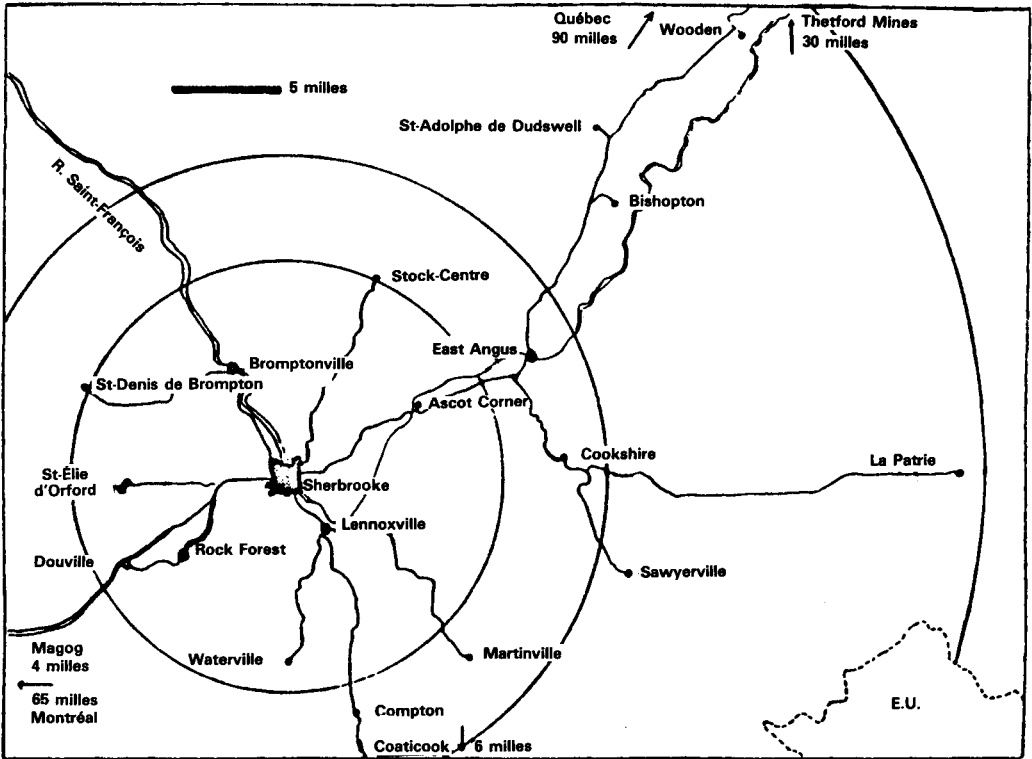 Québec
90 milles
Wooden
Thetford Mines
30 milles
5 milles
St-Adolphe de Dudswell
R. Saint-François
Bishopton
Stock-Centre
East Angus
Bromptonville
St-Denis de Brompton
Ascot Corner
Cookshire
La Patrie
St-Élie
d'Orford
Sherbrooke
Lennoxville
Rock Forest
Douville
Sawyerville
Magog
4 milles
Waterville
Martinville
65 milles
Montréal
E.U.
Compton
Coaticook
6 milles